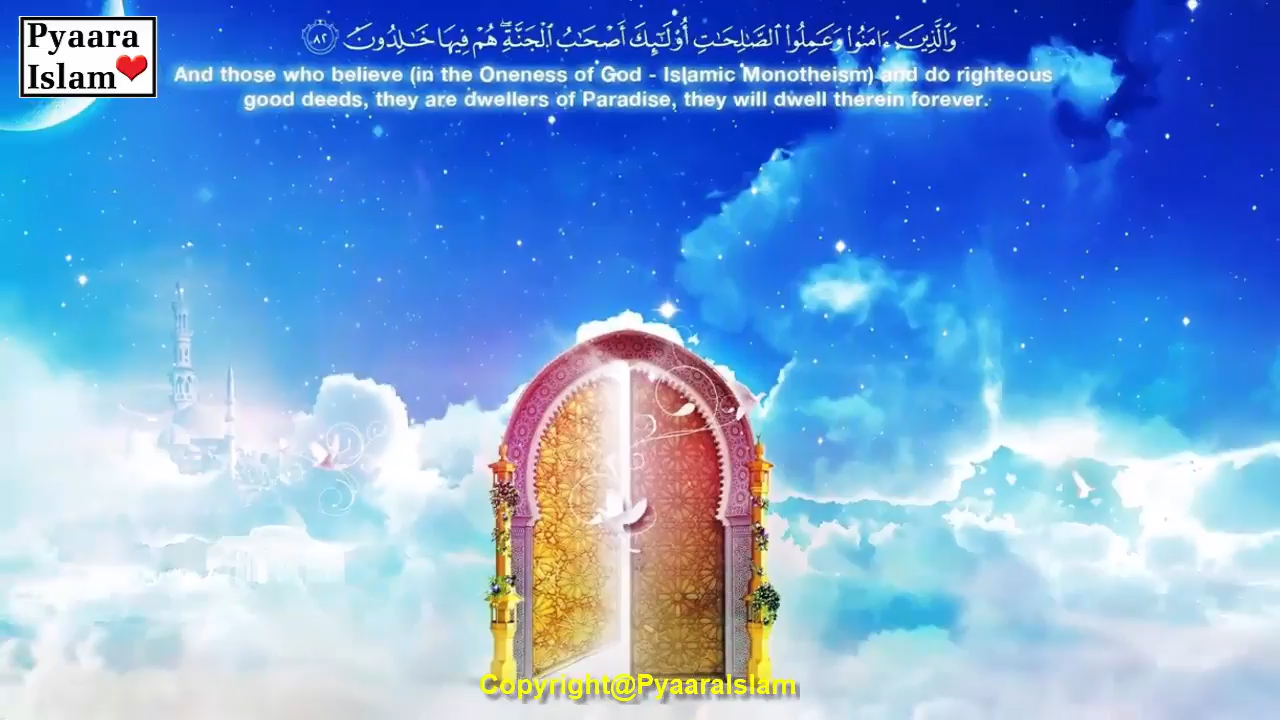 Pyaara
Islam
وَٱلَّذِينَ ءَامَنُوا۟ وَعَمِلُوا۟ ٱلصَّـٰلِحَـٰتِ أُو۟لَـٰٓئِكَ أَصْحَـٰبُ ٱلْجَنَّةِ ۖ هُمْ فِيهَا خَـٰلِدُونَ ٨٢
And those who believe (in the Oneness of God - Islamic Monotheism) and do righteous
good deeds, they are dwellers of Paradise, they will dwell therein forever.
Copyright@PyaaraIslam